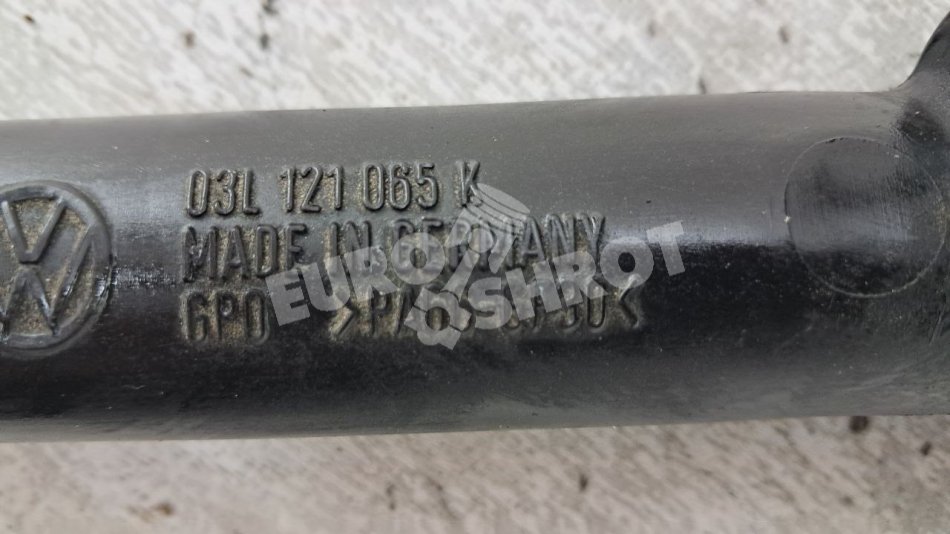 03L 121 065 K
MADE IN GERMANY
GPO
EURO
SHROT